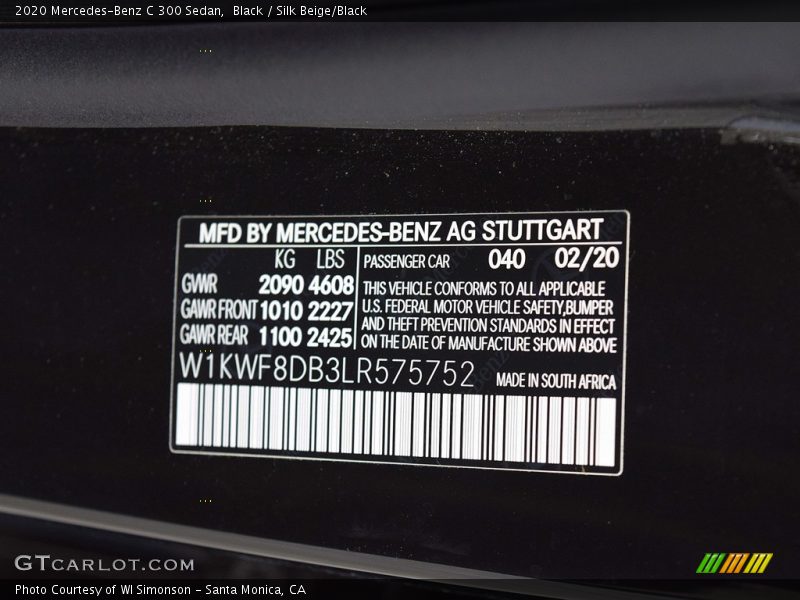 2020 Mercedes-Benz C 300 Sedan, Black / Silk Beige/Black
MFD BY MERCEDES-BENZ AG STUTTGART
KG LBS
GVWR 2090 4608
GAWR FRONT 1010 2227
GAWR REAR 1100 2425
PASSENGER CAR 040 02/20
THIS VEHICLE CONFORMS TO ALL APPLICABLE
U.S. FEDERAL MOTOR VEHICLE SAFETY,BUMPER
AND THEFT PREVENTION STANDARDS IN EFFECT
ON THE DATE OF MANUFACTURE SHOWN ABOVE
W1KWF8DB3LR575752 MADE IN SOUTH AFRICA
GTCARLOT.COM
Photo Courtesy of WI Simonson - Santa Monica, CA